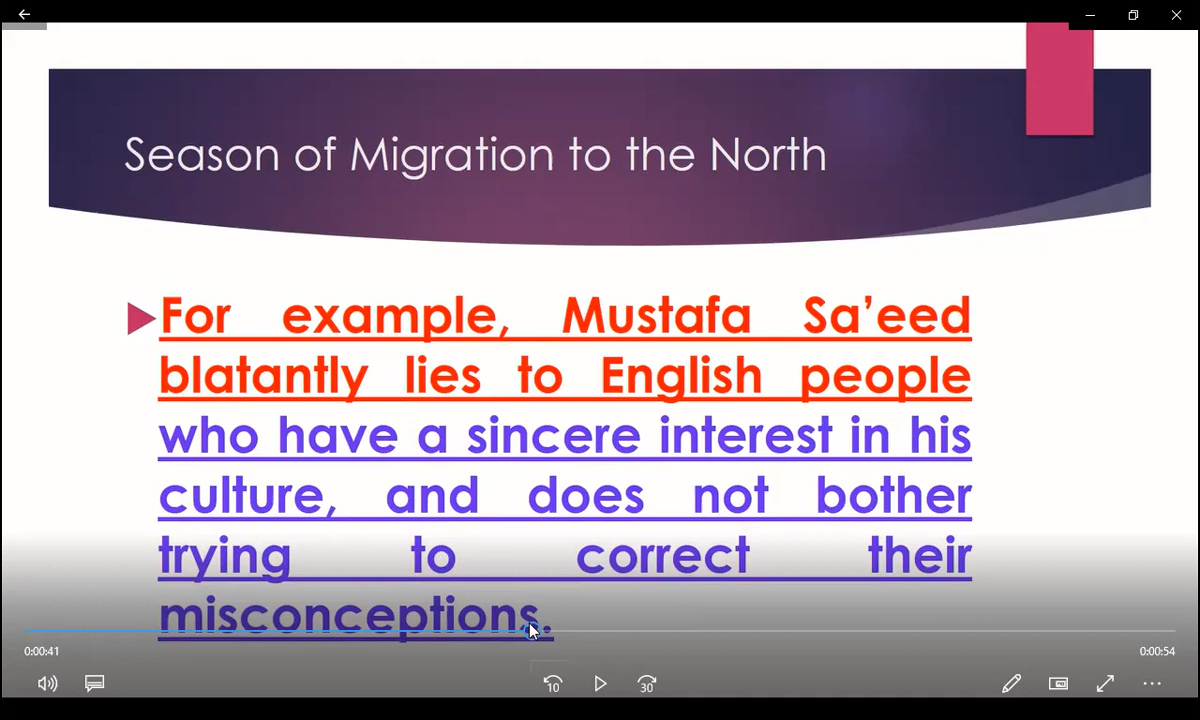 Season of Migration to the North
For example, Mustafa Sa’eed
blatantly lies to English people
who have a sincere interest in his
culture, and does not bother
trying to correct their
misconceptions.
0:00:41
0:00:54
10
30